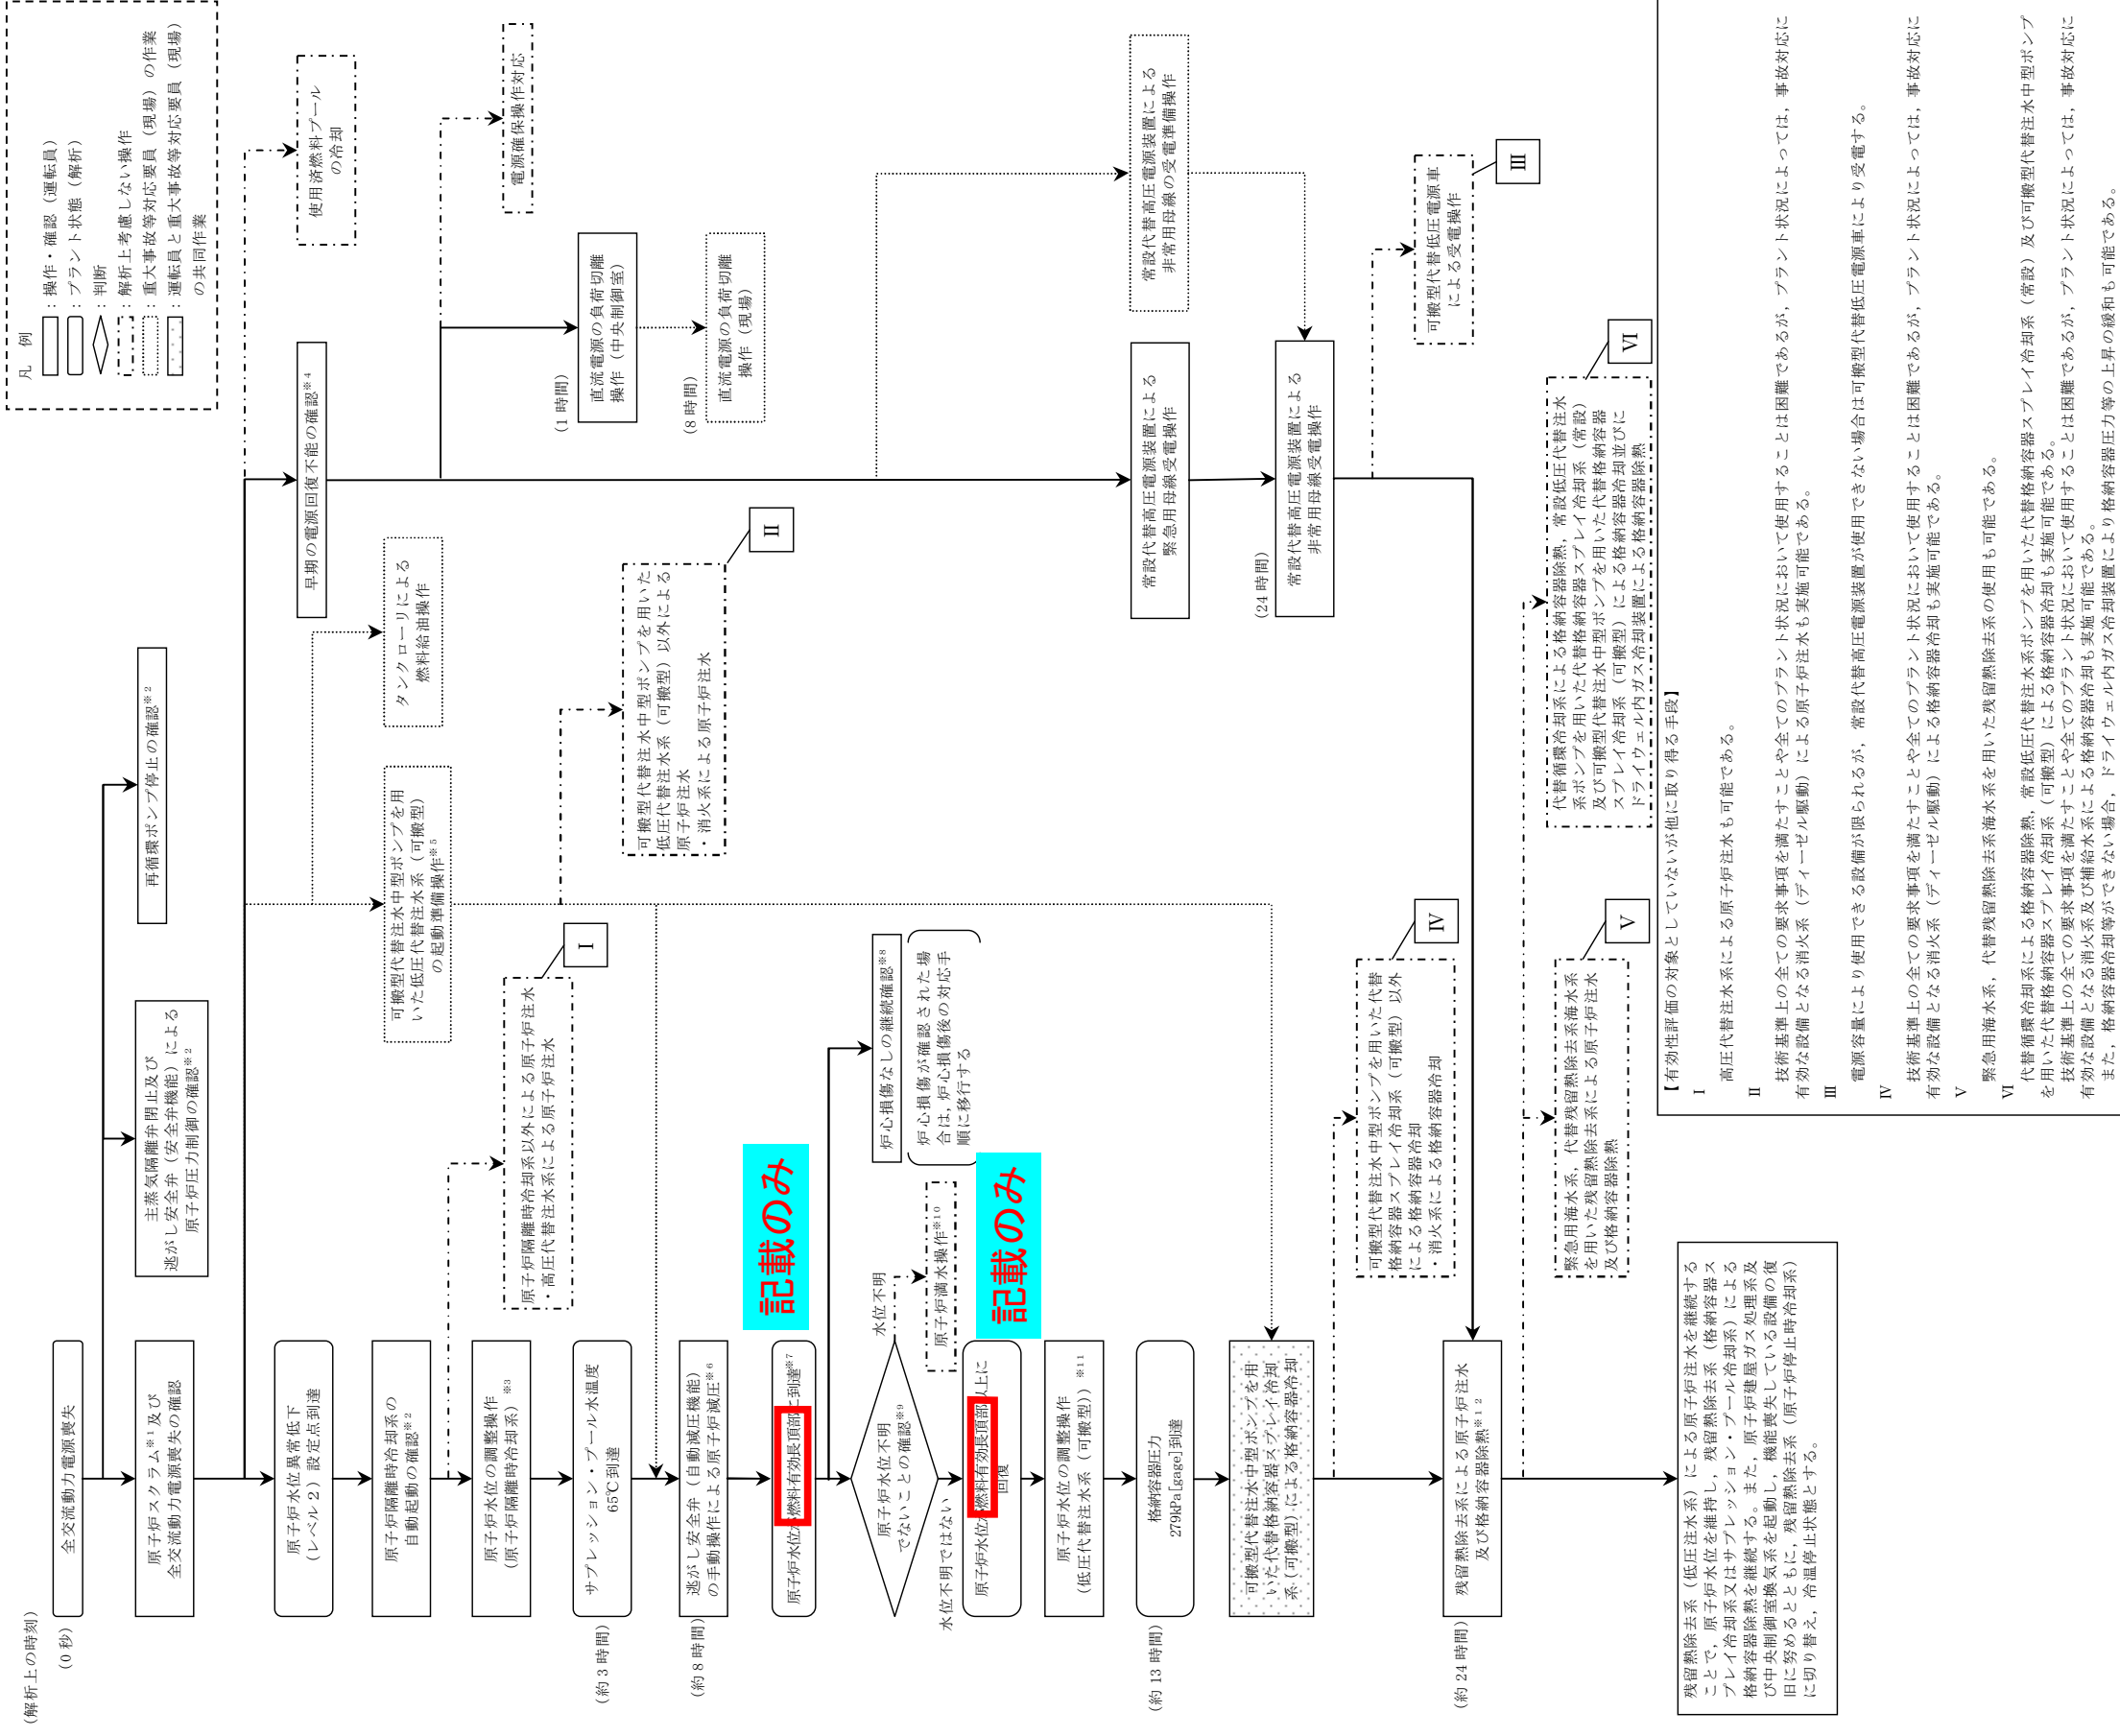 (解析上の時刻)
(0 秒)
全交流動力電源喪失
原子炉スクラム※1及び
全交流動力電源喪失の確認
主蒸気隔離弁閉止及び
逃がし安全弁（安全弁機能）による
原子炉圧力制御の確認※2
再循環ポンプ停止の確認※2
凡　例
：操作・確認（運転員）
：プラント状態（解析）
：判断
：解析上考慮しない操作
：重大事故等対応要員（現場）の作業
：運転員と重大事故等対応要員（現場）
の共同作業
原子炉水位異常低下
（レベル２）設定点到達
早期の電源回復不能の確認※4
使用済燃料プール
の冷却
原子炉隔離時冷却系の
自動起動の確認※2
可搬型代替注水中型ポンプを用
いた低圧代替注水系（可搬型）
の起動準備操作※5
タンクローリによる
燃料給油操作
原子炉水位の調整操作
（原子炉隔離時冷却系）※3
原子炉隔離時冷却系以外による原子炉注水
・高圧代替注水系による原子炉注水
Ⅰ
電源確保操作対応
(1 時間)
直流電源の負荷切離
操作（中央制御室）
(8 時間)
直流電源の負荷切離
操作（現場）
(約 3 時間)
サプレッション・プール水温度
65℃到達
可搬型代替注水中型ポンプを用いた
低圧代替注水系（可搬型）以外による
原子炉注水
・消火系による原子炉注水
Ⅱ
(約 8 時間)
逃がし安全弁（自動減圧機能）
の手動操作による原子炉減圧※6
原子炉水位が燃料有効長頂部に到達※7
記載のみ
炉心損傷なしの継続確認※8
炉心損傷が確認された場
合は，炉心損傷後の対応手
順に移行する
原子炉水位不明
でないことの確認※9
水位不明
原子炉満水操作※10
水位不明ではない
原子炉水位が燃料有効長頂部以上に
回復
記載のみ
原子炉水位の調整操作
（低圧代替注水系（可搬型））※11
常設代替高圧電源装置による
緊急用母線受電操作
常設代替高圧電源装置による
非常用母線の受電準備操作
(約 13 時間)
格納容器圧力
279kPa[gage]到達
可搬型代替注水中型ポンプを用
いた代替格納容器スプレイ冷却
系（可搬型）による格納容器冷却
(24 時間)
常設代替高圧電源装置による
非常用母線受電操作
可搬型代替注水中型ポンプを用いた代替
格納容器スプレイ冷却系（可搬型）以外
による格納容器冷却
・消火系による格納容器冷却
Ⅳ
可搬型代替低圧電源車
による受電操作
Ⅲ
(約 24 時間)
残留熱除去系による原子炉注水
及び格納容器除熱※12
緊急用海水系，代替残留熱除去系海水系
を用いた残留熱除去系による原子炉注水
及び格納容器除熱
Ⅴ
代替循環冷却系による格納容器除熱，常設低圧代替注水
系ポンプを用いた代替格納容器スプレイ冷却系（常設）
及び可搬型代替注水中型ポンプを用いた代替格納容器
スプレイ冷却系（可搬型）による格納容器冷却並びに
ドライウェル内ガス冷却装置による格納容器除熱
Ⅵ
残留熱除去系（低圧注水系）による原子炉注水を継続する
ことで，原子炉水位を維持し，残留熱除去系（格納容器ス
プレイ冷却系又はサプレッション・プール冷却系）による
格納容器除熱を継続する。また，原子炉建屋ガス処理系及
び中央制御室換気系を起動し，機能喪失している設備の復
旧に努めるとともに，残留熱除去系（原子炉停止時冷却系）
に切り替え，冷温停止状態とする。
【有効性評価の対象としていないが他に取り得る手段】
Ⅰ
高圧代替注水系による原子炉注水も可能である。
Ⅱ
技術基準上の全ての要求事項を満たすことや全てのプラント状況において使用することは困難であるが，プラント状況によっては，事故対応に
有効な設備となる消火系（ディーゼル駆動）による原子炉注水も実施可能である。
Ⅲ
電源容量により使用できる設備が限られるが，常設代替高圧電源装置が使用できない場合は可搬型代替低圧電源車により受電する。
Ⅳ
技術基準上の全ての要求事項を満たすことや全てのプラント状況において使用することは困難であるが，プラント状況によっては，事故対応に
有効な設備となる消火系（ディーゼル駆動）による格納容器冷却も実施可能である。
Ⅴ
緊急用海水系，代替残留熱除去系海水系を用いた残留熱除去系の使用も可能である。
Ⅵ
代替循環冷却系による格納容器除熱，常設低圧代替注水系ポンプを用いた代替格納容器スプレイ冷却系（常設）及び可搬型代替注水中型ポンプ
を用いた代替格納容器スプレイ冷却系（可搬型）による格納容器冷却も実施可能である。
技術基準上の全ての要求事項を満たすことや全てのプラント状況において使用することは困難であるが，プラント状況によっては，事故対応に
有効な設備となる消火系及び補給水系による格納容器冷却も実施可能である。
また，格納容器冷却等ができない場合，ドライウェル内ガス冷却装置により格納容器圧力等の上昇の緩和も可能である。